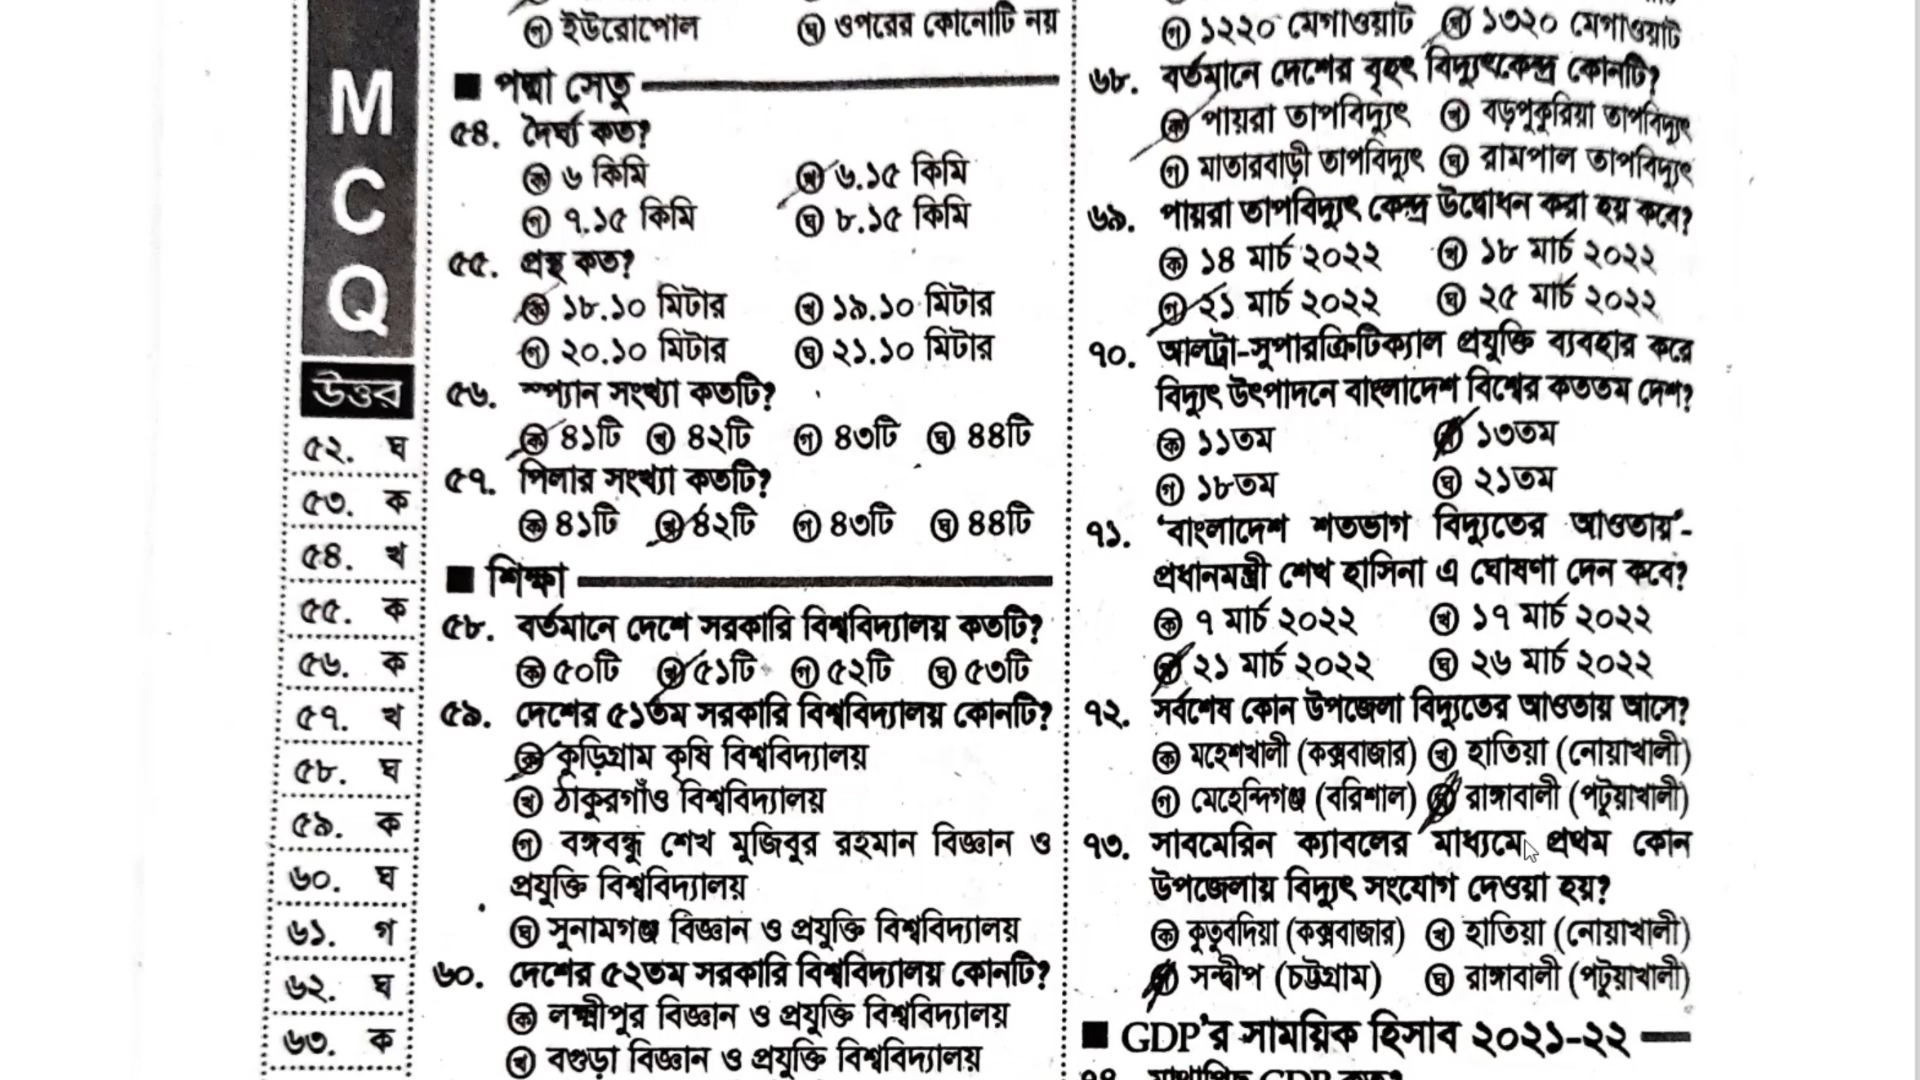 M
C
Q
উত্তর
৫২. ঘ
৫৩. ক
৫৪. খ
৫৫. ক
৫৬. ক
৫৭. খ
৫৮. ঘ
৫৯. ক
৬০. ঘ
৬১. গ
৬২. ঘ
৬৩. ক
গ ইউরোপোল ঘ ওপরের কোনোটি নয়
■ পদ্মা সেতু
৫৪. দৈর্ঘ্য কত?
ক ৬ কিমি খ ৬.১৫ কিমি
গ ৭.১৫ কিমি ঘ ৮.১৫ কিমি
৫৫. প্রস্থ কত?
ক ১৮.১০ মিটার খ ১৯.১০ মিটার
গ ২০.১০ মিটার ঘ ২১.১০ মিটার
৫৬. স্প্যান সংখ্যা কতটি?
ক ৪১টি খ ৪২টি গ ৪৩টি ঘ ৪৪টি
৫৭. পিলার সংখ্যা কতটি?
ক ৪১টি খ ৪২টি গ ৪৩টি ঘ ৪৪টি
■ শিক্ষা
৫৮. বর্তমানে দেশে সরকারি বিশ্ববিদ্যালয় কতটি?
ক ৫০টি খ ৫১টি গ ৫২টি ঘ ৫৩টি
৫৯. দেশের ৫১তম সরকারি বিশ্ববিদ্যালয় কোনটি?
ক কুড়িগ্রাম কৃষি বিশ্ববিদ্যালয়
খ ঠাকুরগাঁও বিশ্ববিদ্যালয়
গ বঙ্গবন্ধু শেখ মুজিবুর রহমান বিজ্ঞান ও
প্রযুক্তি বিশ্ববিদ্যালয়
ঘ সুনামগঞ্জ বিজ্ঞান ও প্রযুক্তি বিশ্ববিদ্যালয়
৬০. দেশের ৫২তম সরকারি বিশ্ববিদ্যালয় কোনটি?
ক লক্ষ্মীপুর বিজ্ঞান ও প্রযুক্তি বিশ্ববিদ্যালয়
খ বগুড়া বিজ্ঞান ও প্রযুক্তি বিশ্ববিদ্যালয়
গ ১২২০ মেগাওয়াট ঘ ১৩২০ মেগাওয়াট
৬৮. বর্তমানে দেশের বৃহৎ বিদ্যুৎকেন্দ্র কোনটি?
ক পায়রা তাপবিদ্যুৎ খ বড়পুকুরিয়া তাপবিদ্যুৎ
গ মাতারবাড়ী তাপবিদ্যুৎ ঘ রামপাল তাপবিদ্যুৎ
৬৯. পায়রা তাপবিদ্যুৎ কেন্দ্র উদ্বোধন করা হয় কবে?
ক ১৪ মার্চ ২০২২ খ ১৮ মার্চ ২০২২
গ ২১ মার্চ ২০২২ ঘ ২৫ মার্চ ২০২২
৭০. আলট্রা-সুপারক্রিটিক্যাল প্রযুক্তি ব্যবহার করে
বিদ্যুৎ উৎপাদনে বাংলাদেশ বিশ্বের কততম দেশ?
ক ১১তম খ ১৩তম
গ ১৮তম ঘ ২১তম
৭১. ‘বাংলাদেশ শতভাগ বিদ্যুতের আওতায়’-
প্রধানমন্ত্রী শেখ হাসিনা এ ঘোষণা দেন কবে?
ক ৭ মার্চ ২০২২ খ ১৭ মার্চ ২০২২
গ ২১ মার্চ ২০২২ ঘ ২৬ মার্চ ২০২২
৭২. সর্বশেষ কোন উপজেলা বিদ্যুতের আওতায় আসে?
ক মহেশখালী (কক্সবাজার) খ হাতিয়া (নোয়াখালী)
গ মেহেন্দিগঞ্জ (বরিশাল) ঘ রাঙ্গাবালী (পটুয়াখালী)
৭৩. সাবমেরিন ক্যাবলের মাধ্যমে প্রথম কোন
উপজেলায় বিদ্যুৎ সংযোগ দেওয়া হয়?
ক কুতুবদিয়া (কক্সবাজার) খ হাতিয়া (নোয়াখালী)
গ সন্দ্বীপ (চট্টগ্রাম) ঘ রাঙ্গাবালী (পটুয়াখালী)
■ GDP’র সাময়িক হিসাব ২০২১-২২
৭৪. মাথাপিছু GDP কত?